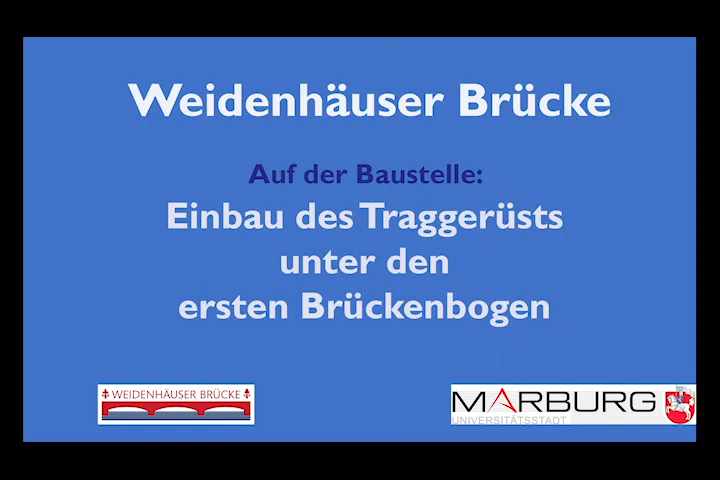 Weidenhäuser Brücke
Auf der Baustelle:
Einbau des Traggerüsts
unter den
ersten Brückenbogen
WEIDENHÄUSER BRÜCKE
MARBURG
UNIVERSITÄTSSTADT